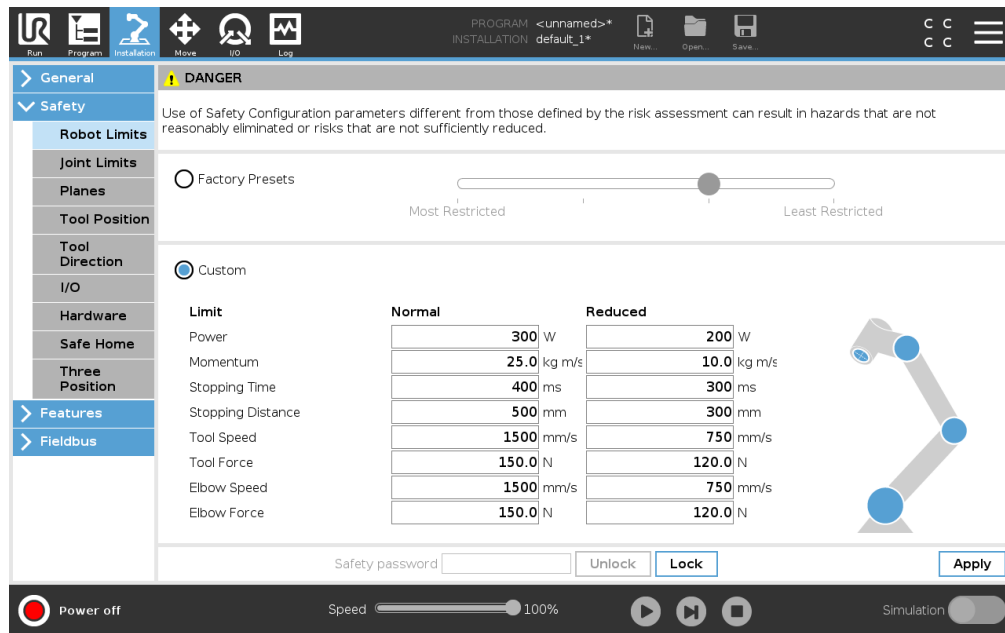 UR
PROGRAM <unnamed>*
INSTALLATION default_1*
C C
C C
Run Program Installation Move I/O Log New... Open... Save...
General
Safety
Robot Limits
Joint Limits
Planes
Tool Position
Tool
Direction
I/O
Hardware
Safe Home
Three
Position
Features
Fieldbus
DANGER
Use of Safety Configuration parameters different from those defined by the risk assessment can result in hazards that are not
reasonably eliminated or risks that are not sufficiently reduced.
Factory Presets
Most Restricted Least Restricted
Custom
Limit Normal Reduced
Power 300 W 200 W
Momentum 25.0 kg m/s 10.0 kg m/s
Stopping Time 400 ms 300 ms
Stopping Distance 500 mm 300 mm
Tool Speed 1500 mm/s 750 mm/s
Tool Force 150.0 N 120.0 N
Elbow Speed 1500 mm/s 750 mm/s
Elbow Force 150.0 N 120.0 N
Safety password Unlock Lock Apply
Power off Speed 100% Simulation